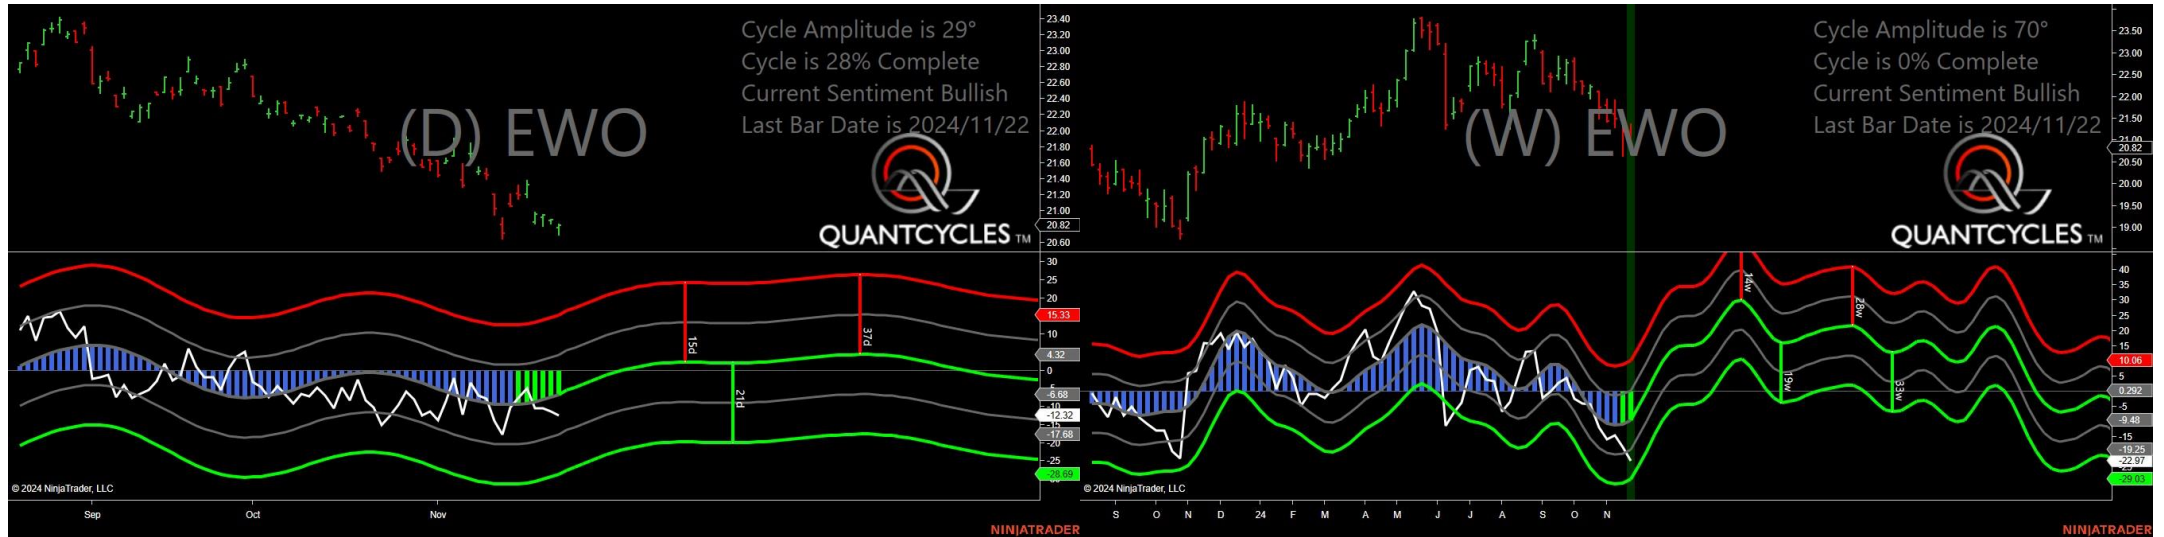 Cycle Amplitude is 29°
Cycle is 28% Complete
Current Sentiment Bullish
Last Bar Date is 2024/11/22
(D) EWO
QUANTCYCLES TM
23.40
23.20
23.00
22.80
22.60
22.40
22.20
22.00
21.80
21.60
21.40
21.20
21.00
20.82
20.60
30
25
20
15.33
10
4.32
0
-5
-6.68
-10
-12.32
-15
-17.68
-20
-25
-28.69
15d
21d
37d
© 2024 NinjaTrader, LLC
Sep
Oct
Nov
NINJATRADER
Cycle Amplitude is 70°
Cycle is 0% Complete
Current Sentiment Bullish
Last Bar Date is 2024/11/22
(W) EWO
QUANTCYCLES TM
23.50
23.00
22.50
22.00
21.50
21.00
20.82
20.50
20.00
19.50
19.00
40
35
30
25
20
15
10.06
5
0.292
-5
-9.48
-15
-19.25
-22.97
-29.03
14w
19w
28w
33w
© 2024 NinjaTrader, LLC
S O N D 24 F M A M J J A S O N
NINJATRADER